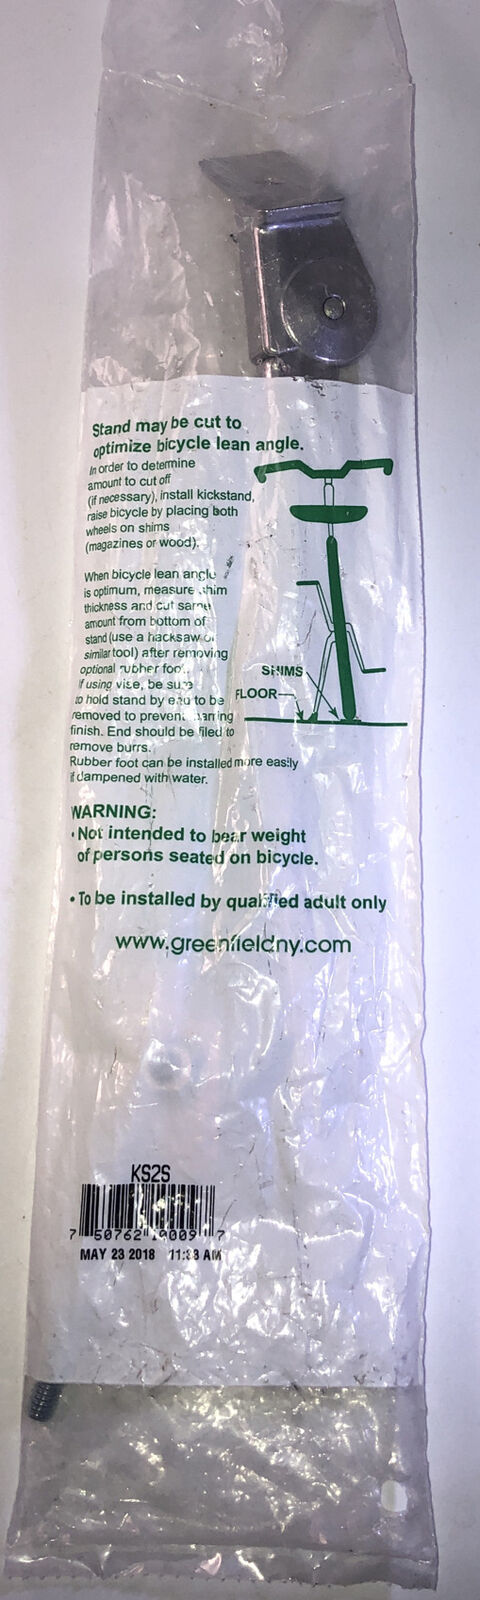 Stand may be cut to
optimize bicycle lean angle.
In order to determine
amount to cut off
(if necessary), install kickstand,
raise bicycle by placing both
wheels on shims
(magazines or wood).
When bicycle lean angle
is optimum, measure shim
thickness and cut same
amount from bottom of
stand (use a hacksaw or
similar tool) after removing
optional rubber foot.
If using vise, be sure
to hold stand by end to be
removed to prevent marring
finish. End should be filed to
remove burrs.
Rubber foot can be installed more easily
if dampened with water.
SHIMS
FLOOR
WARNING:
• Not intended to bear weight
of persons seated on bicycle.
• To be installed by qualified adult only
www.greenfieldny.com
KS2S
7 50762 7
MAY 23 2018 AM